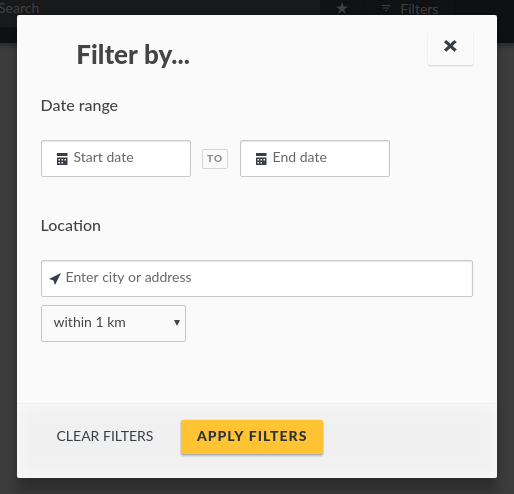 Search
Filters
Filter by...
Date range
Start date TO End date
Location
Enter city or address
within 1 km
CLEAR FILTERS APPLY FILTERS